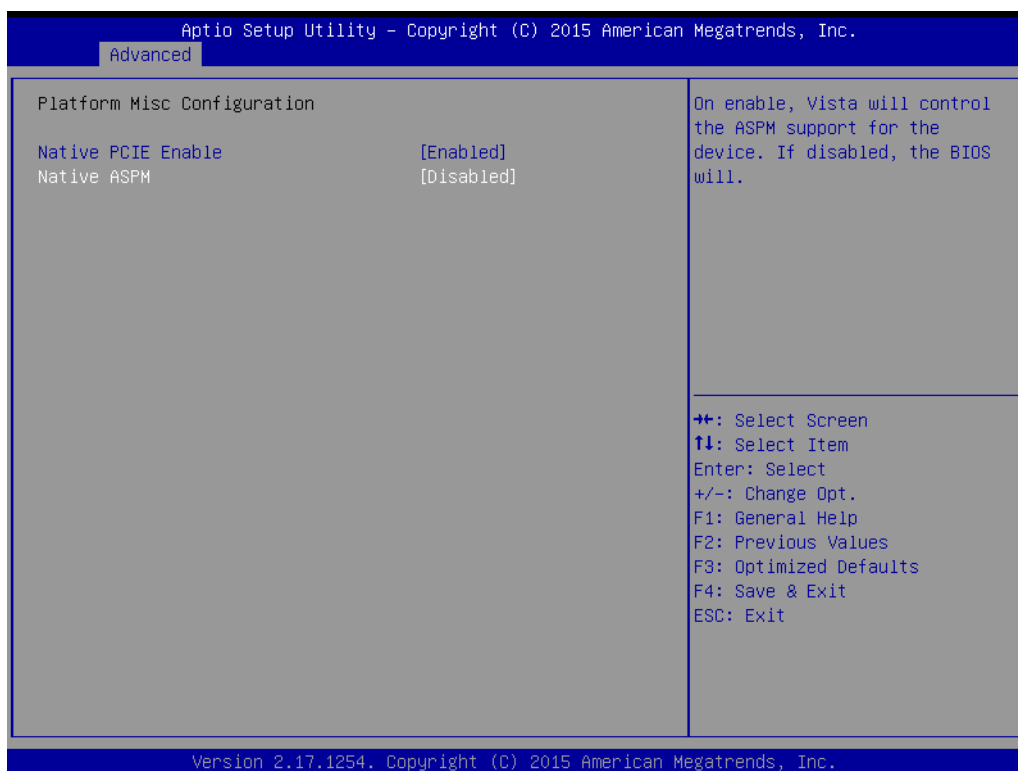 Aptio Setup Utility – Copyright (C) 2015 American Megatrends, Inc.
Advanced
Platform Misc Configuration
Native PCIE Enable [Enabled]
Native ASPM [Disabled]
On enable, Vista will control
the ASPM support for the
device. If disabled, the BIOS
will.
→←: Select Screen
↑↓: Select Item
Enter: Select
+/-: Change Opt.
F1: General Help
F2: Previous Values
F3: Optimized Defaults
F4: Save & Exit
ESC: Exit
Version 2.17.1254. Copyright (C) 2015 American Megatrends, Inc.